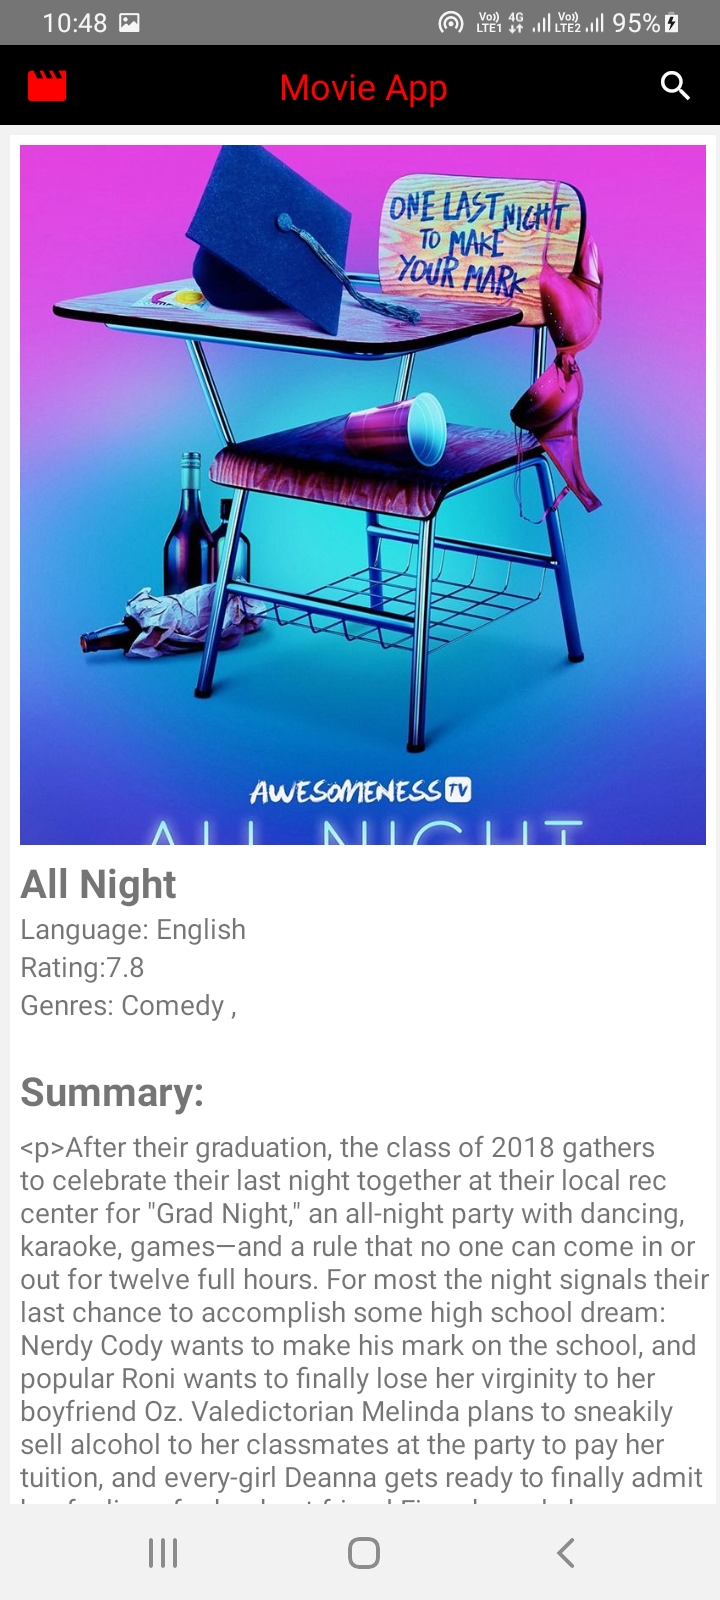 10:48
Vo)) 4G Vo)) 95%
LTE1 LTE2
Movie App
ONE LAST NIGHT
TO MAKE
YOUR MARK
AWESOMENESS TV
ALL NIGHT
All Night
Language: English
Rating:7.8
Genres: Comedy ,
Summary:
<p>After their graduation, the class of 2018 gathers
to celebrate their last night together at their local rec
center for "Grad Night," an all-night party with dancing,
karaoke, games—and a rule that no one can come in or
out for twelve full hours. For most the night signals their
last chance to accomplish some high school dream:
Nerdy Cody wants to make his mark on the school, and
popular Roni wants to finally lose her virginity to her
boyfriend Oz. Valedictorian Melinda plans to sneakily
sell alcohol to her classmates at the party to pay her
tuition, and every-girl Deanna gets ready to finally admit